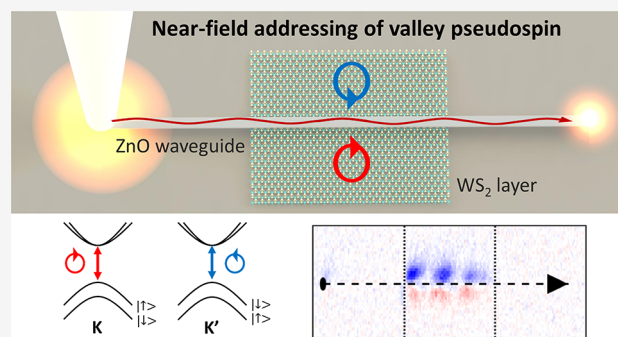 Near-field addressing of valley pseudospin
ZnO waveguide
WS₂ layer
|↑> |↓>
|↓> |↑>
K K’